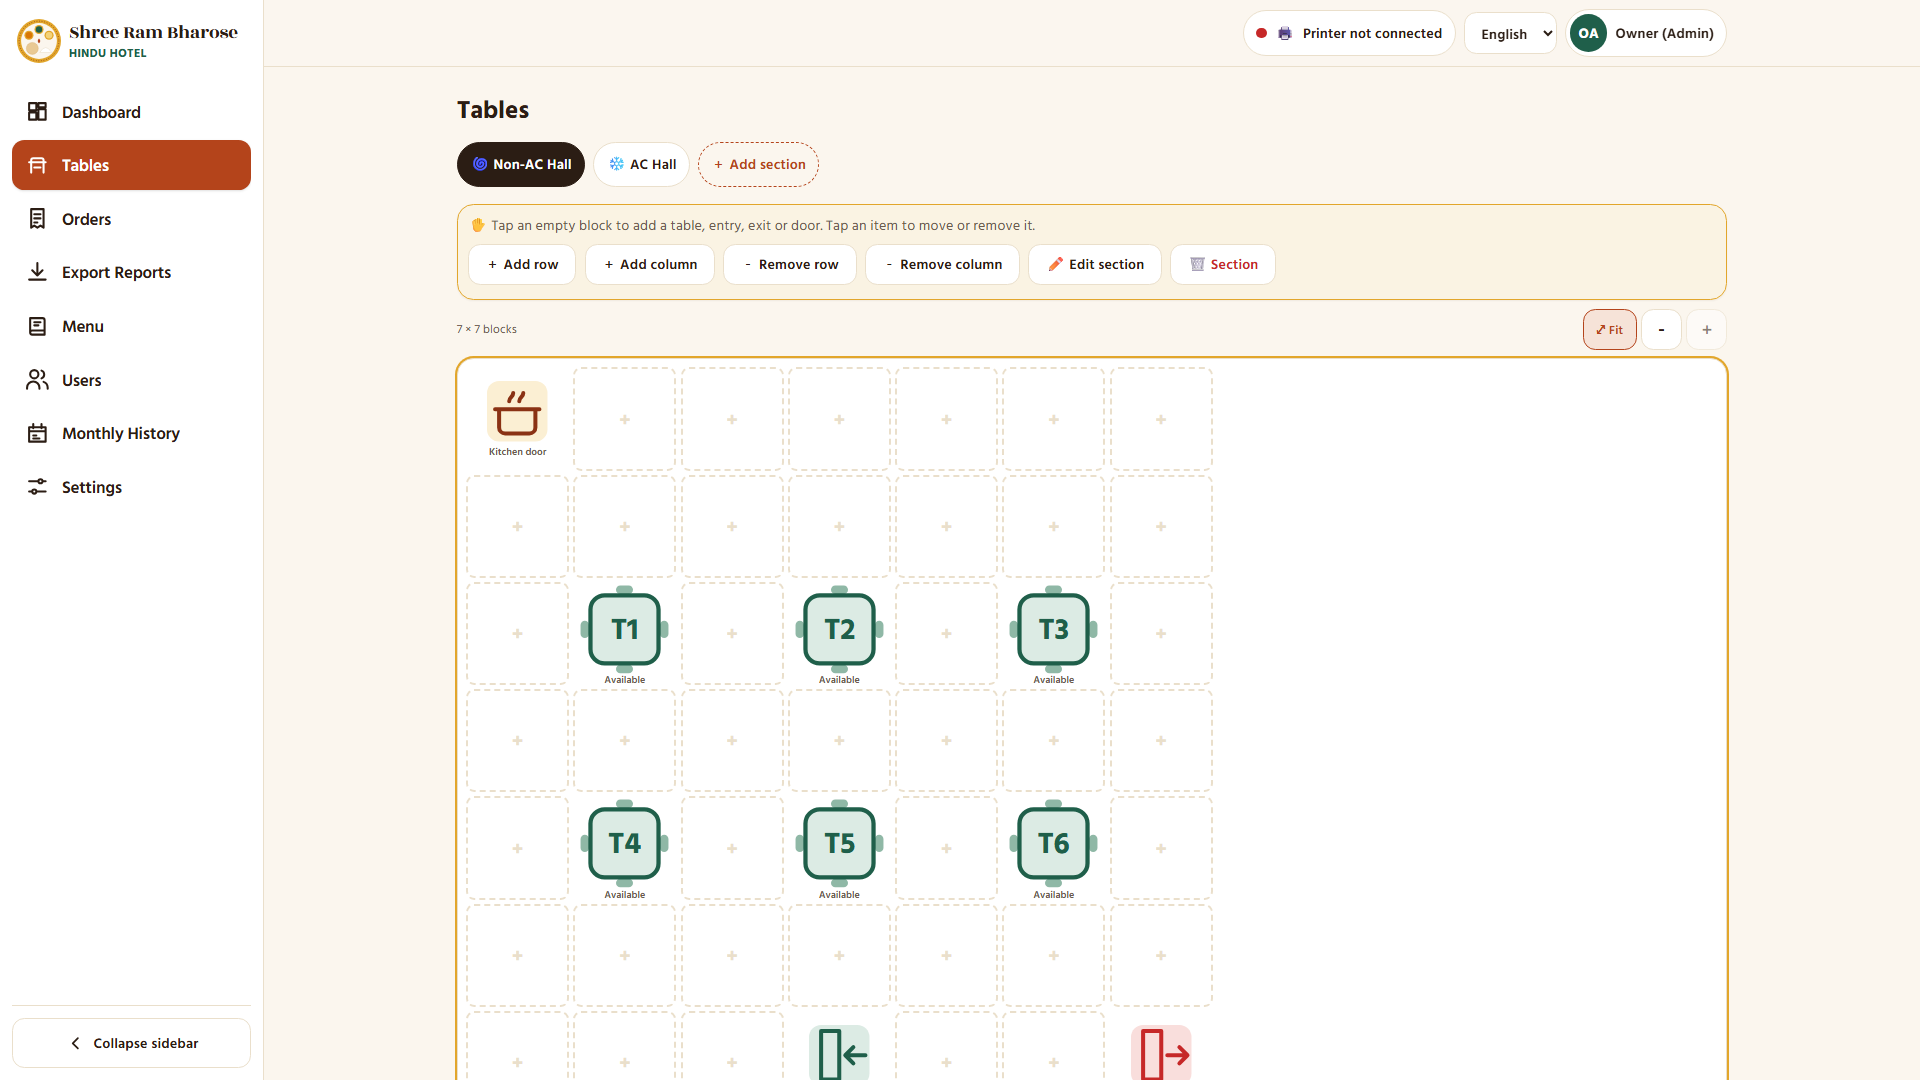 Shree Ram Bharose
HINDU HOTEL
Printer not connected
English
OA
Owner (Admin)
Dashboard
Tables
Orders
Export Reports
Menu
Users
Monthly History
Settings
Collapse sidebar
Tables
Non-AC Hall
AC Hall
+ Add section
Tap an empty block to add a table, entry, exit or door. Tap an item to move or remove it.
+ Add row
+ Add column
- Remove row
- Remove column
Edit section
Section
7 × 7 blocks
Fit
-
+
Kitchen door
+ + + + + +
+ + + + + + +
+ T1 + T2 + T3 +
Available Available Available
+ + + + + + +
+ T4 + T5 + T6 +
Available Available Available
+ + + + + + +
+ + + + +